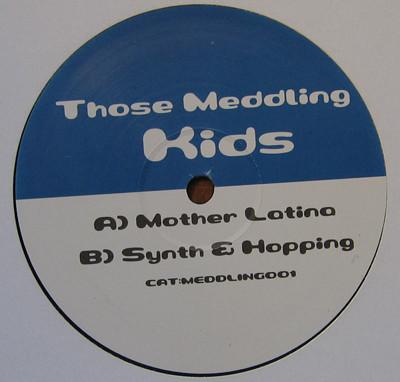 Those Meddling
Kids
A) Mother Latina
B) Synth & Hopping
CAT:MEDDLING001